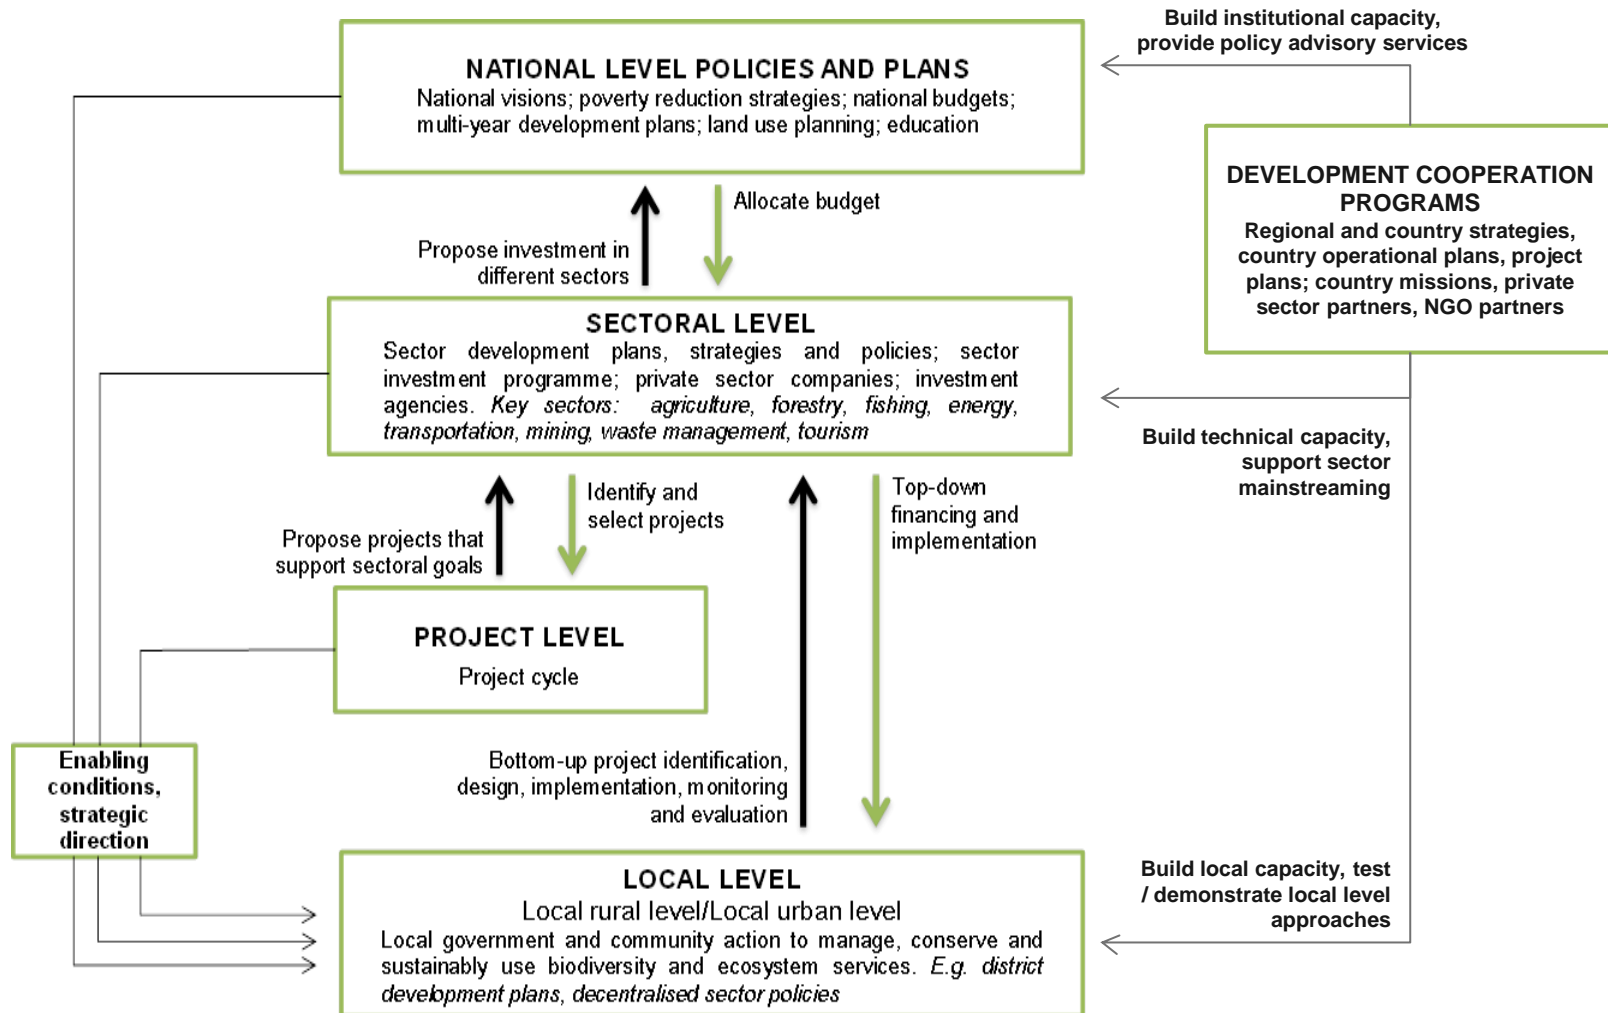 Build institutional capacity,
provide policy advisory services
NATIONAL LEVEL POLICIES AND PLANS
National visions; poverty reduction strategies; national budgets;
multi-year development plans; land use planning; education
DEVELOPMENT COOPERATION
PROGRAMS
Regional and country strategies,
country operational plans, project
plans; country missions, private
sector partners, NGO partners
Allocate budget
Propose investment in
different sectors
SECTORAL LEVEL
Sector development plans, strategies and policies; sector
investment programme; private sector companies; investment
agencies. Key sectors: agriculture, forestry, fishing, energy,
transportation, mining, waste management, tourism
Build technical capacity,
support sector
mainstreaming
Identify and
select projects
Top-down
financing and
implementation
Propose projects that
support sectoral goals
PROJECT LEVEL
Project cycle
Enabling
conditions,
strategic
direction
Bottom-up project identification,
design, implementation, monitoring
and evaluation
LOCAL LEVEL
Local rural level/Local urban level
Local government and community action to manage, conserve and
sustainably use biodiversity and ecosystem services. E.g. district
development plans, decentralised sector policies
Build local capacity, test
/ demonstrate local level
approaches